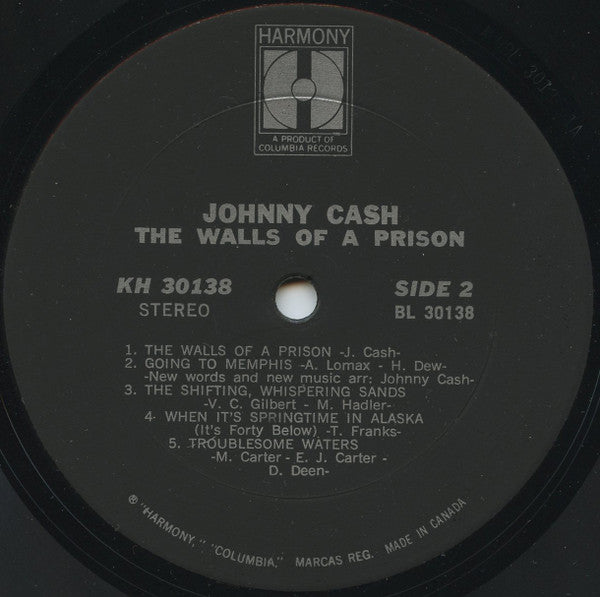 HARMONY
H
A PRODUCT OF
COLUMBIA RECORDS
JOHNNY CASH
THE WALLS OF A PRISON
KH 30138 SIDE 2
STEREO BL 30138
1. THE WALLS OF A PRISON -J. Cash-
2. GOING TO MEMPHIS -A. Lomax - H. Dew-
-New words and new music arr: Johnny Cash-
3. THE SHIFTING, WHISPERING SANDS
-V. C. Gilbert - M. Hadler-
4- WHEN IT'S SPRINGTIME IN ALASKA
(It's Forty Below) -T. Franks-
5. TROUBLESOME WATERS
-M. Carter - E. J. Carter -
D. Deen-
® "HARMONY," "COLUMBIA," MARCAS REG. MADE IN CANADA